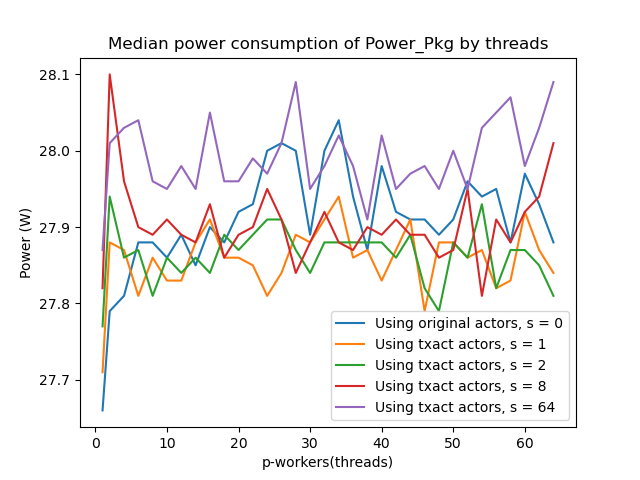 Median power consumption of Power_Pkg by threads
28.1
28.0
27.9
27.8
27.7
Power (W)
Using original actors, s = 0
Using txact actors, s = 1
Using txact actors, s = 2
Using txact actors, s = 8
Using txact actors, s = 64
0 10 20 30 40 50 60
p-workers(threads)